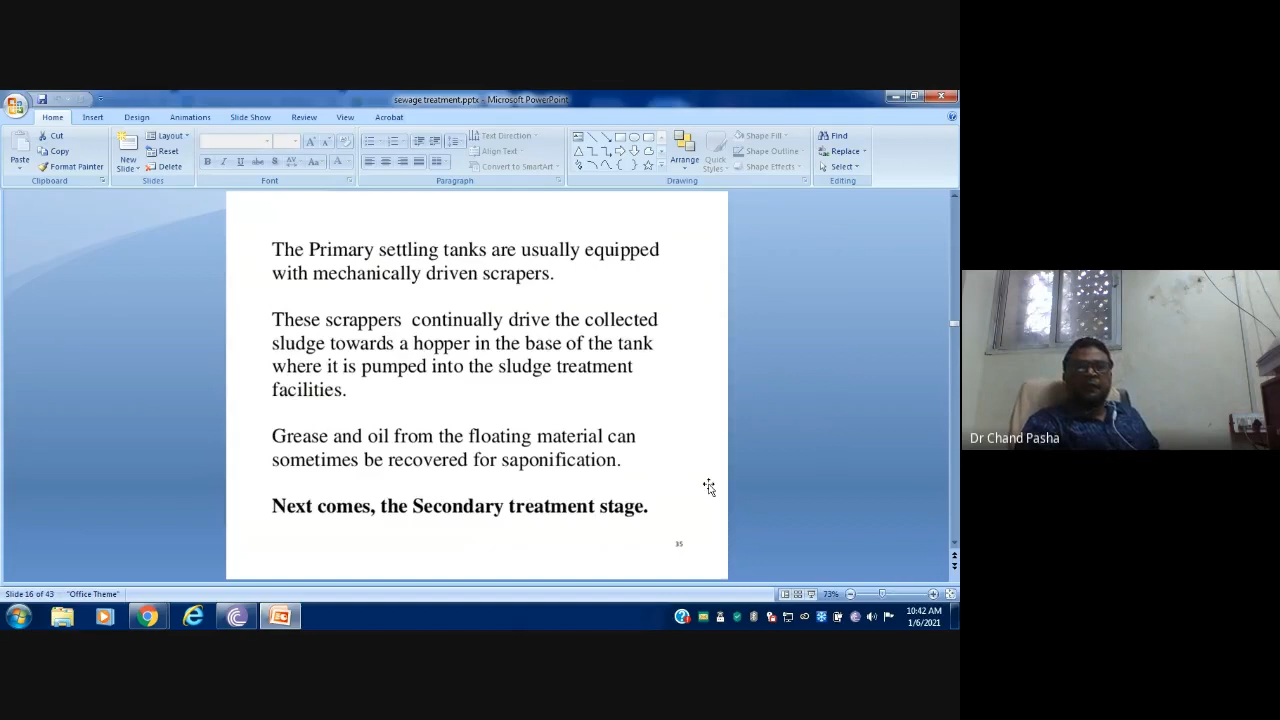 sewage treatment.pptx - Microsoft PowerPoint
Home Insert Design Animations Slide Show Review View Acrobat
Cut
Copy
Format Painter
Paste
Clipboard
New
Slide
Layout
Reset
Delete
Slides
Font
Text Direction
Align Text
Convert to SmartArt
Paragraph
Arrange
Quick
Styles
Shape Fill
Shape Outline
Shape Effects
Drawing
Find
Replace
Select
Editing
The Primary settling tanks are usually equipped
with mechanically driven scrapers.
These scrappers continually drive the collected
sludge towards a hopper in the base of the tank
where it is pumped into the sludge treatment
facilities.
Grease and oil from the floating material can
sometimes be recovered for saponification.
Next comes, the Secondary treatment stage.
35
Slide 16 of 43 "Office Theme" 73%
10:42 AM
1/6/2021
Dr Chand Pasha